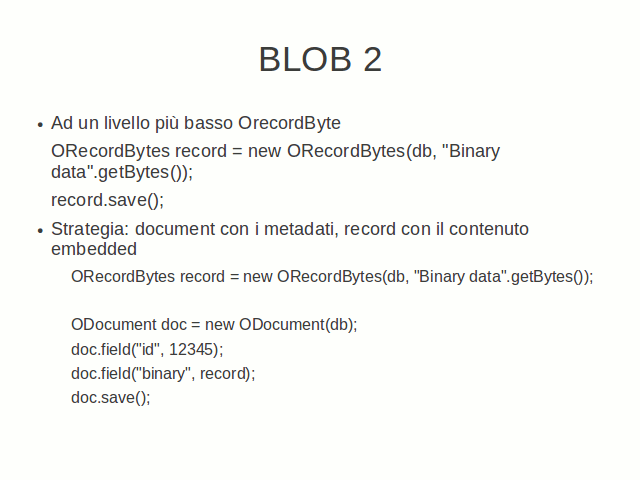 BLOB 2
• Ad un livello più basso OrecordByte
ORecordBytes record = new ORecordBytes(db, "Binary
data".getBytes());
record.save();
• Strategia: document con i metadati, record con il contenuto
embedded
ORecordBytes record = new ORecordBytes(db, "Binary data".getBytes());
ODocument doc = new ODocument(db);
doc.field("id", 12345);
doc.field("binary", record);
doc.save();